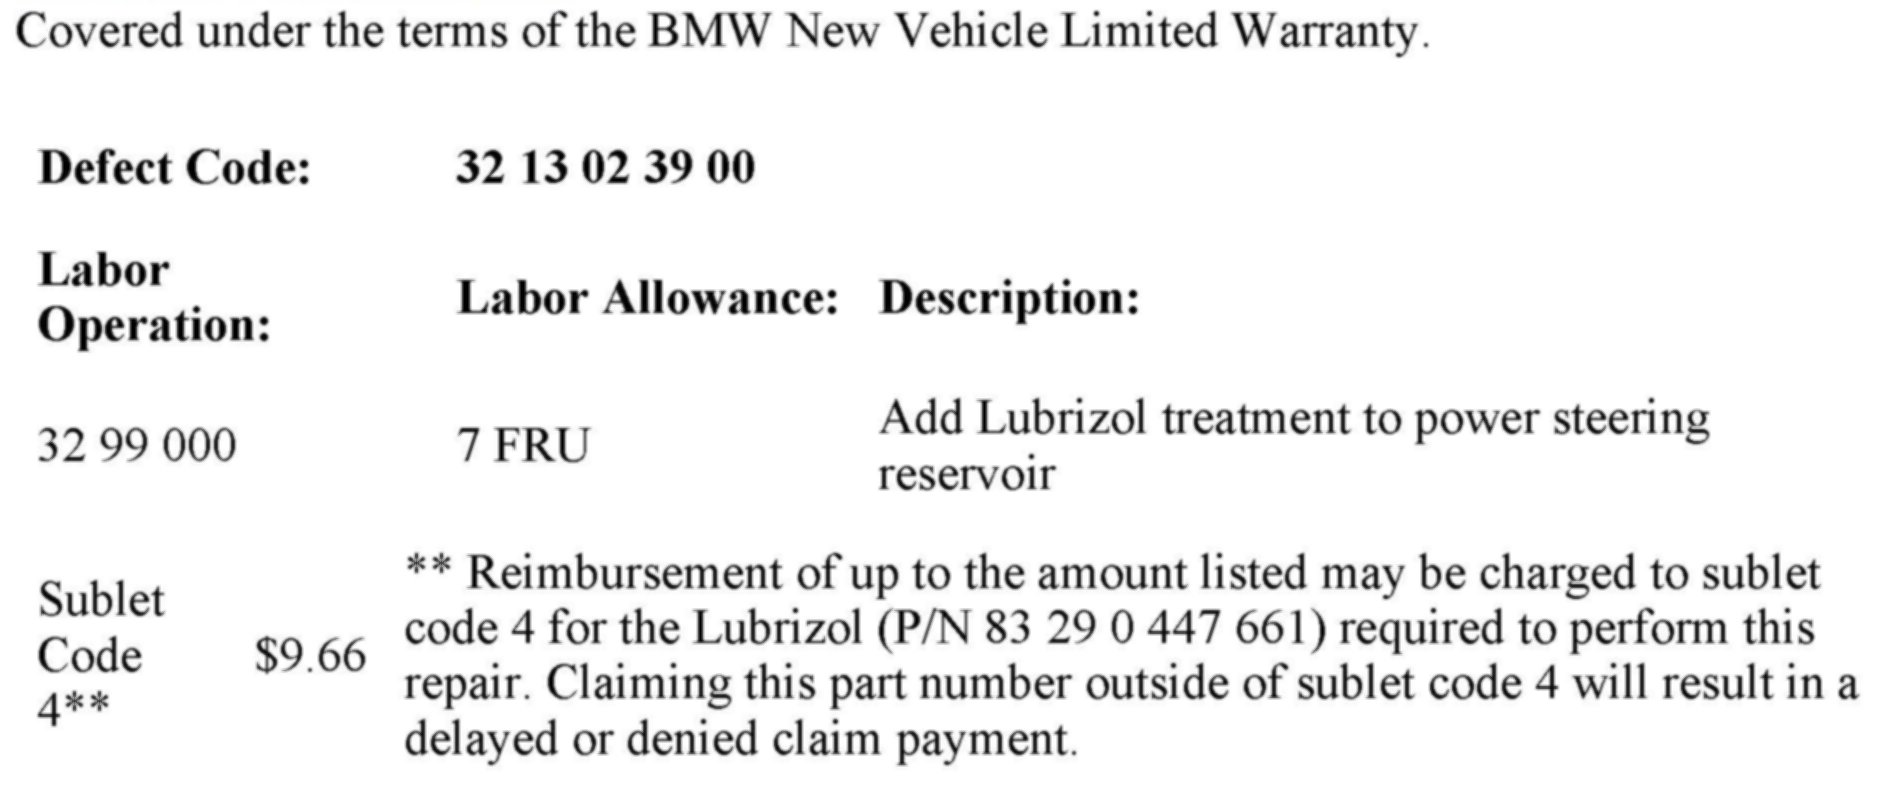 Covered under the terms of the BMW New Vehicle Limited Warranty.
Defect Code: 32 13 02 39 00
Labor
Operation:
Labor Allowance: Description:
32 99 000 7 FRU
Add Lubrizol treatment to power steering
reservoir
Sublet
Code
4**
$9.66
** Reimbursement of up to the amount listed may be charged to sublet
code 4 for the Lubrizol (P/N 83 29 0 447 661) required to perform this
repair. Claiming this part number outside of sublet code 4 will result in a
delayed or denied claim payment.